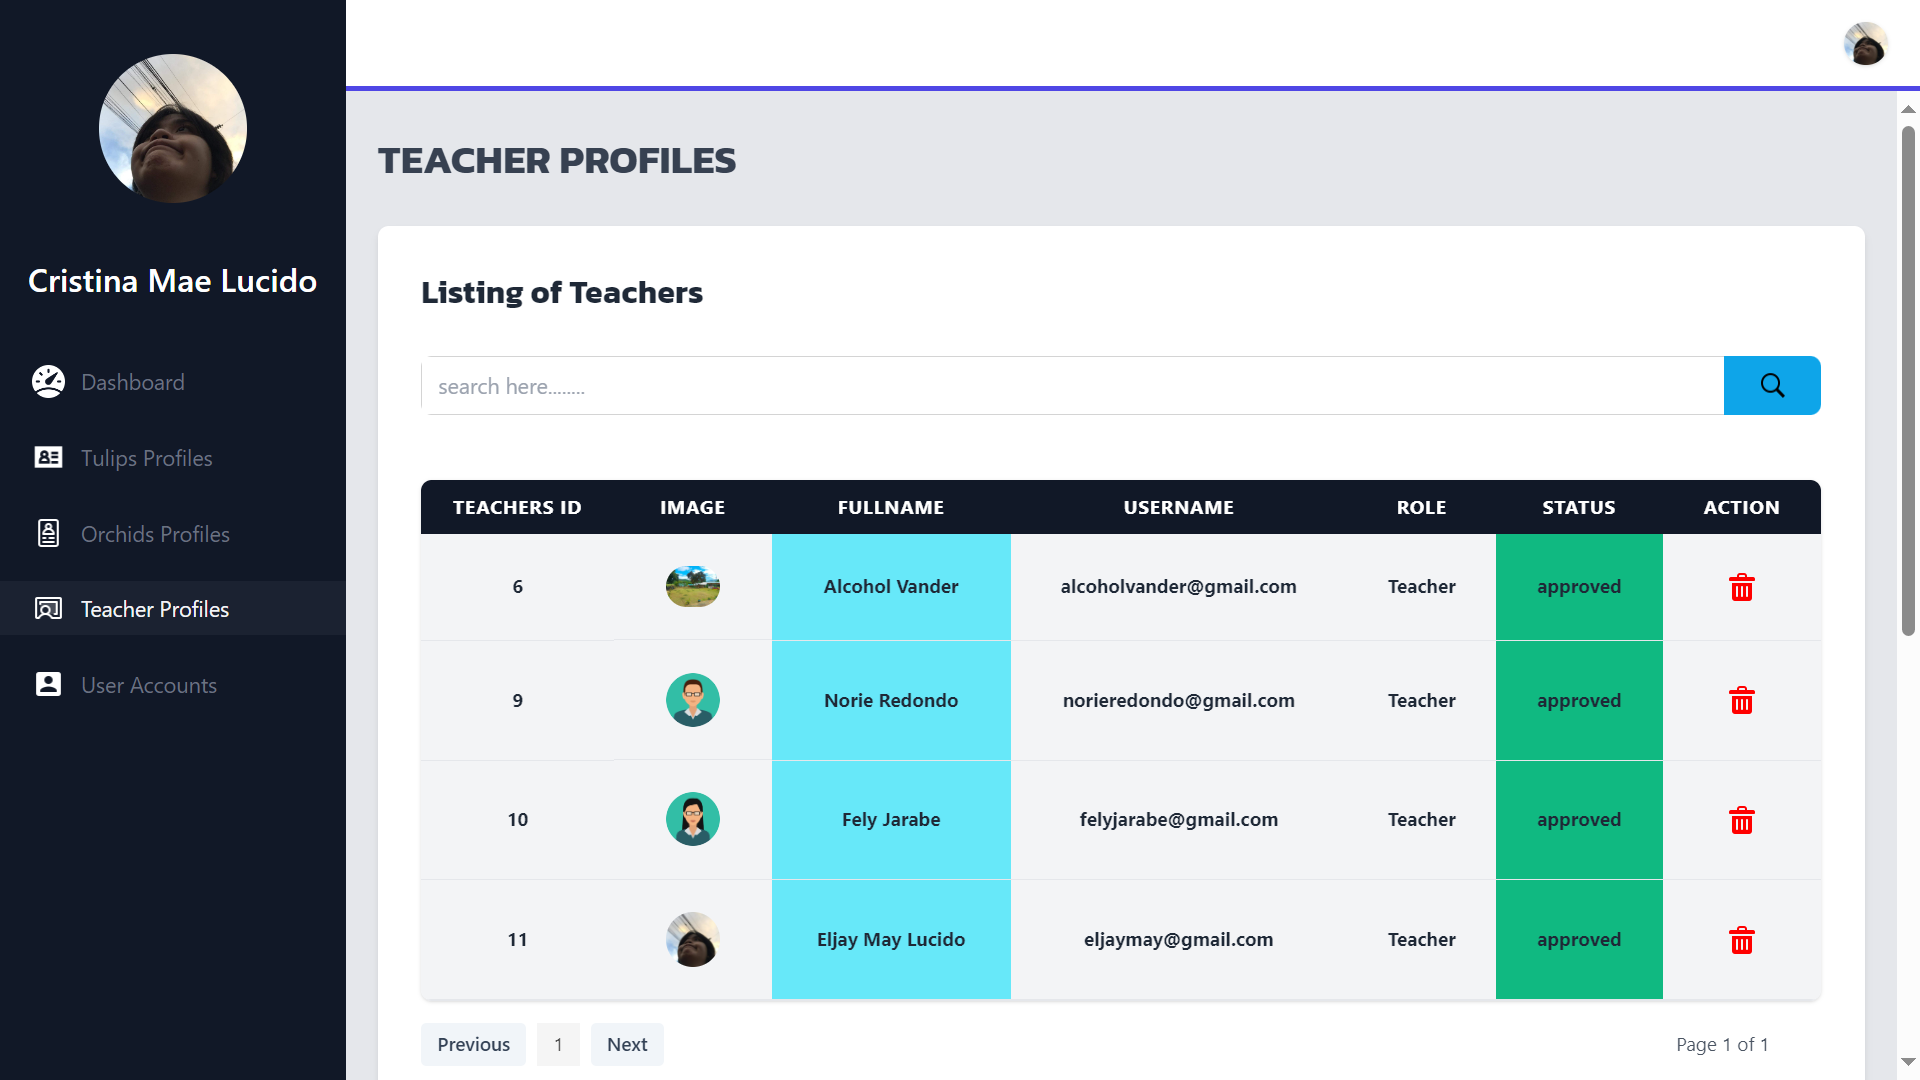 Cristina Mae Lucido
Dashboard
Tulips Profiles
Orchids Profiles
Teacher Profiles
User Accounts
TEACHER PROFILES
Listing of Teachers
search here........
TEACHERS ID IMAGE FULLNAME USERNAME ROLE STATUS ACTION
6 Alcohol Vander alcoholvander@gmail.com Teacher approved
9 Norie Redondo norieredondo@gmail.com Teacher approved
10 Fely Jarabe felyjarabe@gmail.com Teacher approved
11 Eljay May Lucido eljaymay@gmail.com Teacher approved
Previous 1 Next Page 1 of 1